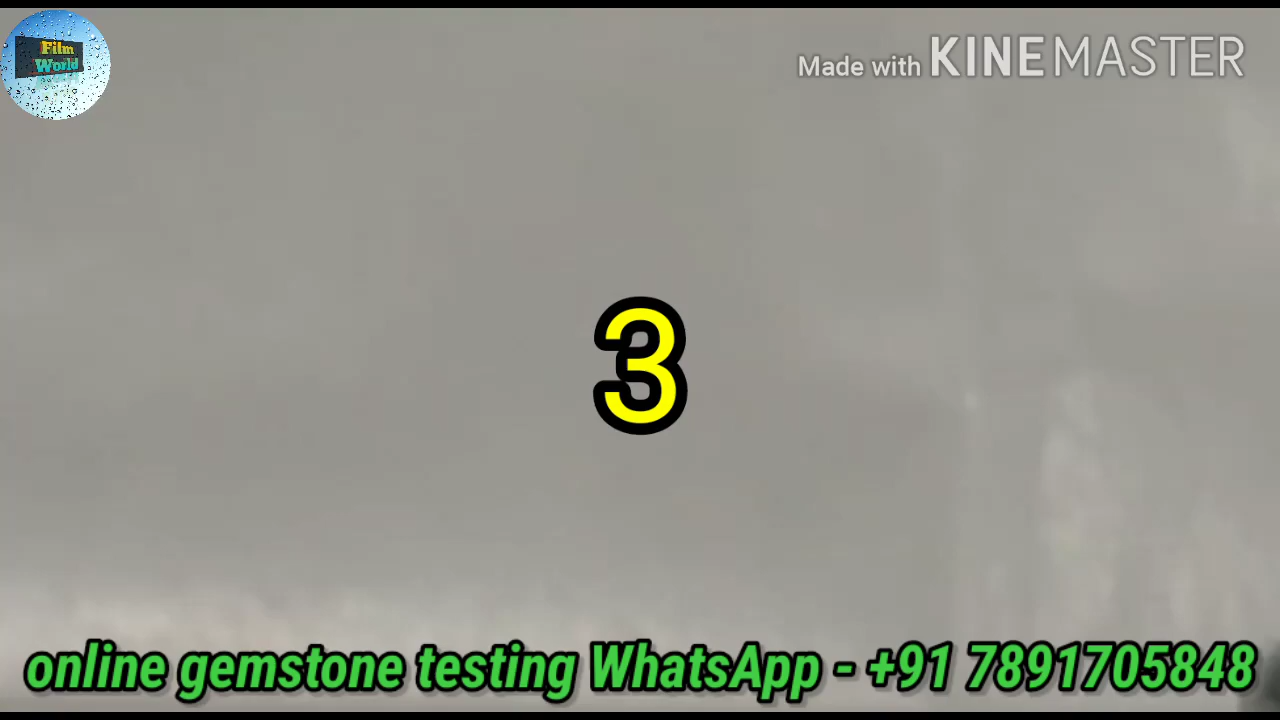 Film
World
Made with KINEMASTER
3
online gemstone testing WhatsApp - +91 7891705848